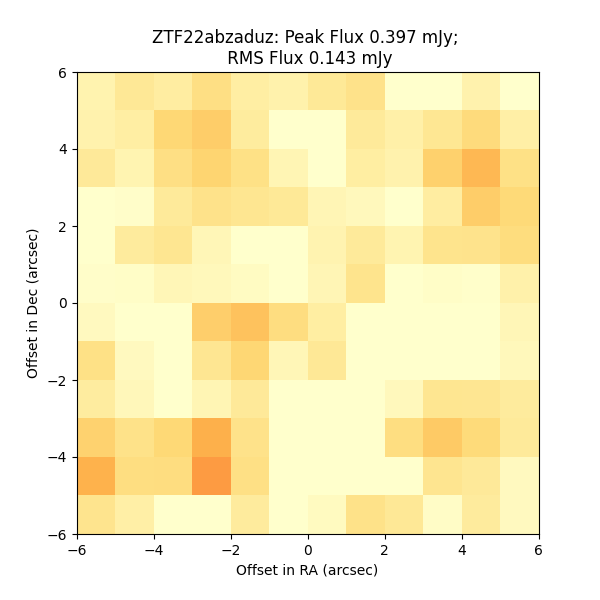 ZTF22abzaduz: Peak Flux 0.397 mJy;
RMS Flux 0.143 mJy
6
4
2
0
−2
−4
−6
Offset in Dec (arcsec)
−6 −4 −2 0 2 4 6
Offset in RA (arcsec)